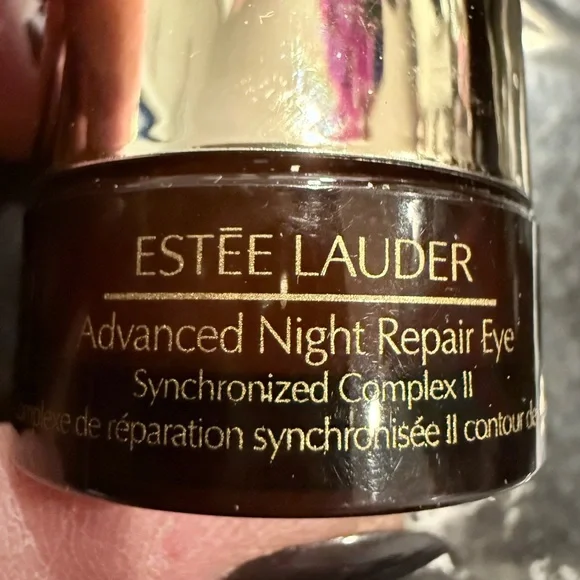 ESTĒE LAUDER
Advanced Night Repair Eye
Synchronized Complex II
de réparation synchronisée II contour